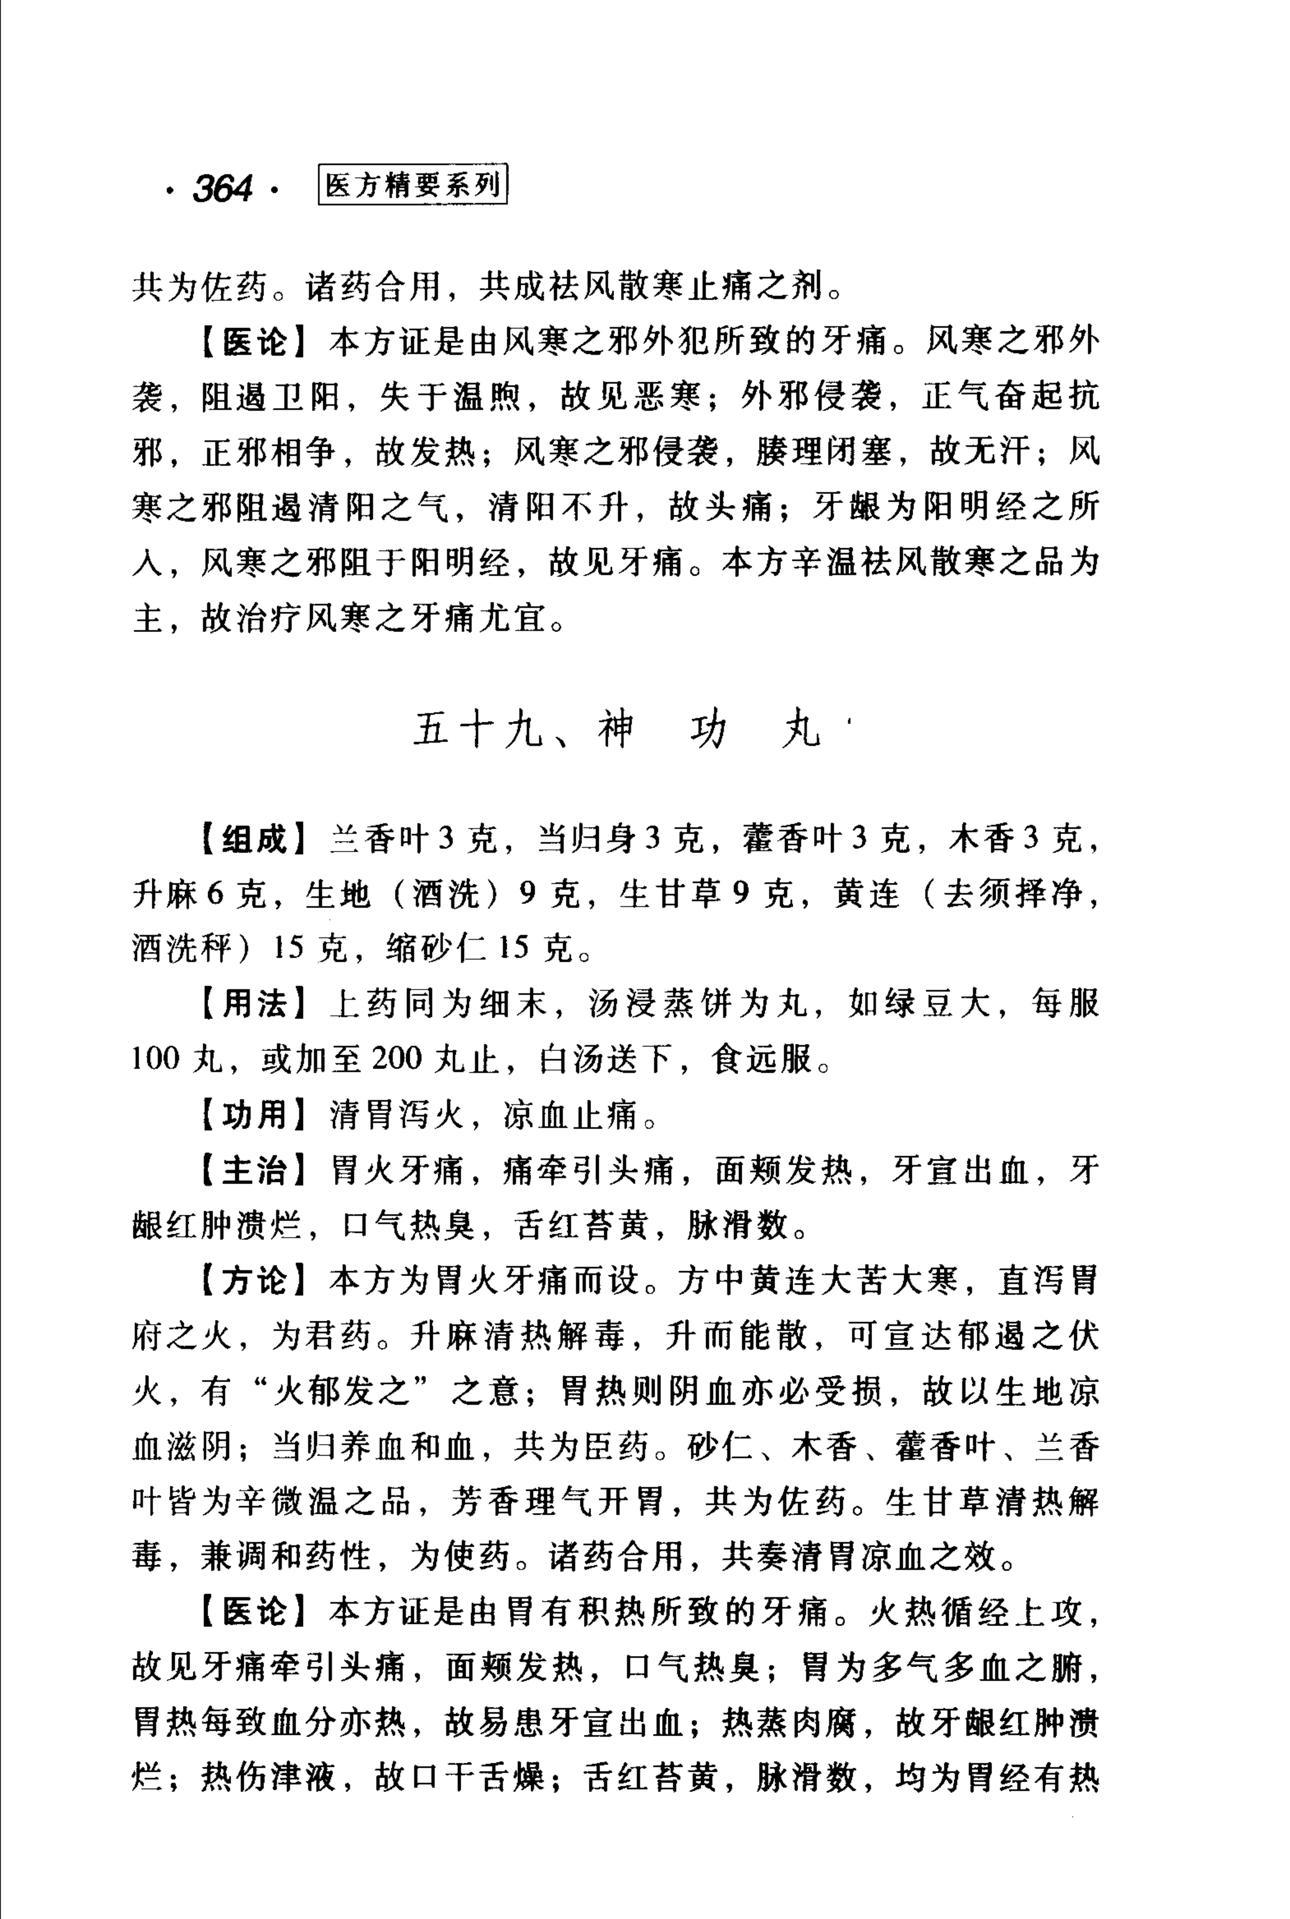 · 364 · 医方精要系列
共为佐药。诸药合用，共成祛风散寒止痛之剂。
【医论】本方证是由风寒之邪外犯所致的牙痛。风寒之邪外
袭，阻遏卫阳，失于温煦，故见恶寒；外邪侵袭，正气奋起抗
邪，正邪相争，故发热；风寒之邪侵袭，腠理闭塞，故无汗；风
寒之邪阻遏清阳之气，清阳不升，故头痛；牙龈为阳明经之所
入，风寒之邪阻于阳明经，故见牙痛。本方辛温祛风散寒之品为
主，故治疗风寒之牙痛尤宜。
五十九、神 功 丸
【组成】兰香叶3克，当归身3克，藿香叶3克，木香3克，
升麻6克，生地（酒洗）9克，生甘草9克，黄连（去须择净，
酒洗秤）15克，缩砂仁15克。
【用法】上药同为细末，汤浸蒸饼为丸，如绿豆大，每服
100丸，或加至200丸止，白汤送下，食远服。
【功用】清胃泻火，凉血止痛。
【主治】胃火牙痛，痛牵引头痛，面颊发热，牙宣出血，牙
龈红肿溃烂，口气热臭，舌红苔黄，脉滑数。
【方论】本方为胃火牙痛而设。方中黄连大苦大寒，直泻胃
府之火，为君药。升麻清热解毒，升而能散，可宣达郁遏之伏
火，有“火郁发之”之意；胃热则阴血亦必受损，故以生地凉
血滋阴；当归养血和血，共为臣药。砂仁、木香、藿香叶、兰香
叶皆为辛微温之品，芳香理气开胃，共为佐药。生甘草清热解
毒，兼调和药性，为使药。诸药合用，共奏清胃凉血之效。
【医论】本方证是由胃有积热所致的牙痛。火热循经上攻，
故见牙痛牵引头痛，面颊发热，口气热臭；胃为多气多血之腑，
胃热每致血分亦热，故易患牙宣出血；热蒸肉腐，故牙龈红肿溃
烂；热伤津液，故口干舌燥；舌红苔黄，脉滑数，均为胃经有热